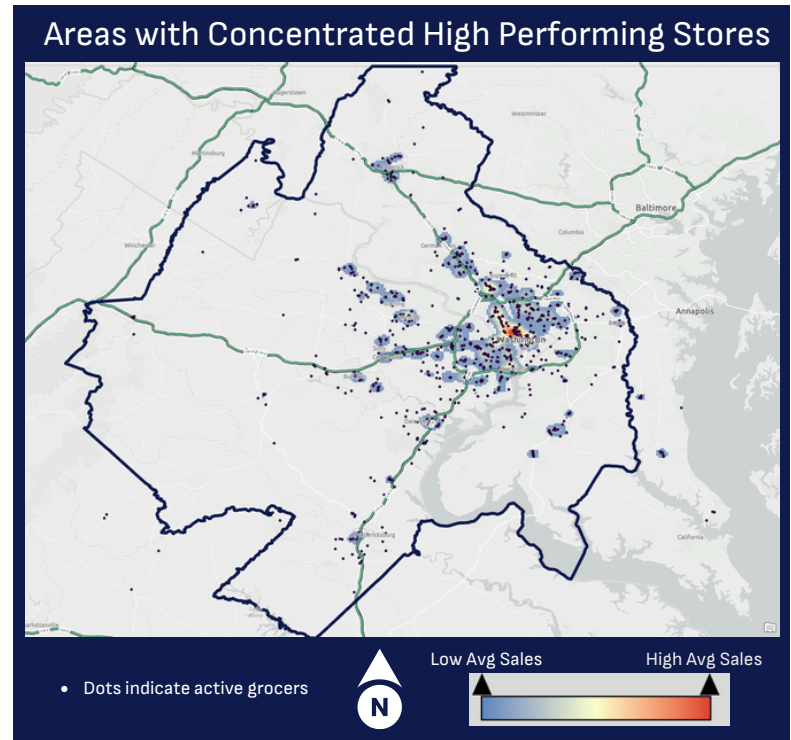 Areas with Concentrated High Performing Stores
Hagerstown
Westminster
Martinsburg
Baltimore
Winchester
Columbia
Annapolis
Washington
California
Low Avg Sales
High Avg Sales
Dots indicate active grocers
N